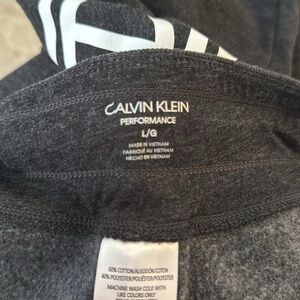 CALVIN KLEIN
PERFORMANCE
L/G
MADE IN VIETNAM
FABRIQUÉ AU VIETNAM
HECHO EN VIETNAM
60% COTTON/ALGODÓN/COTON
40% POLYESTER/POLIÉSTER/POLYESTER
MACHINE WASH COLD WITH
LIKE COLORS ONLY